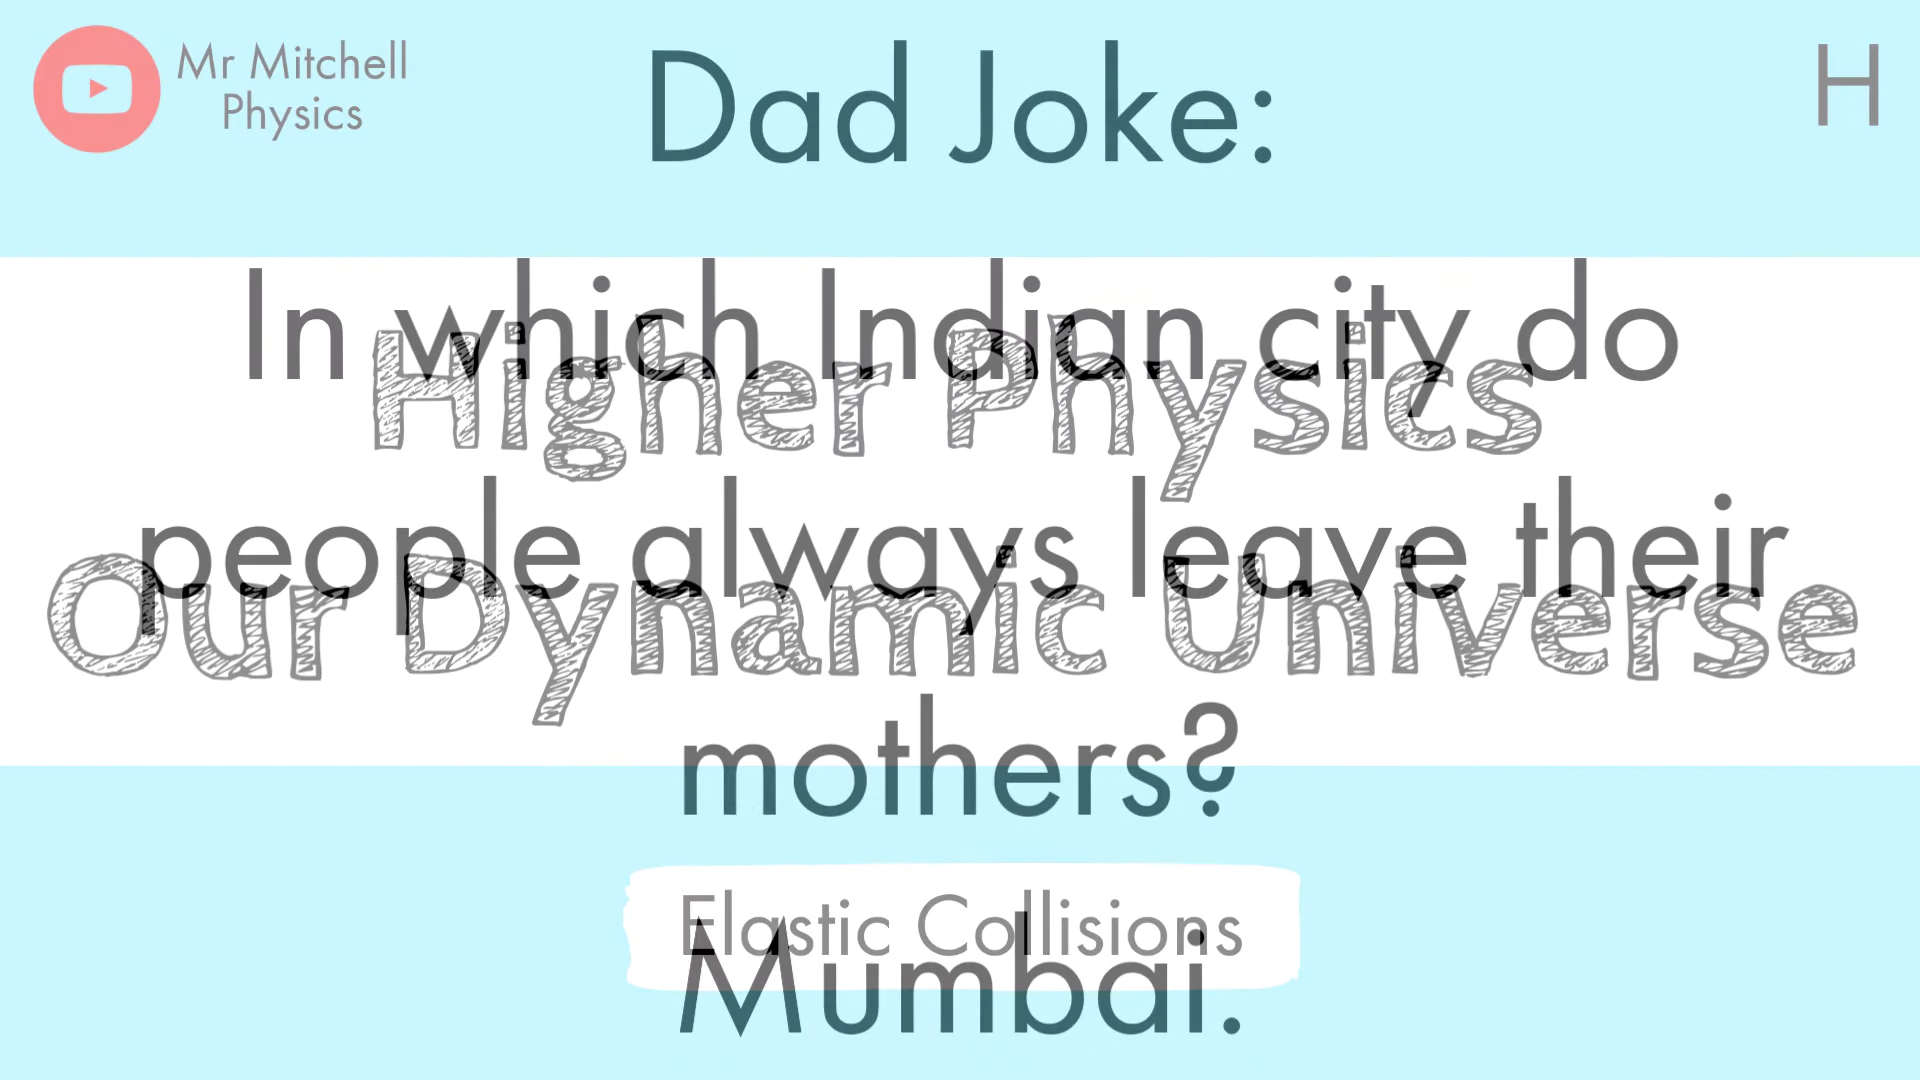 Mr Mitchell
Physics
Dad Joke:
H
In which Indian city do
people always leave their
mothers?
Mumbai.
Higher Physics
Our Dynamic Universe
Elastic Collisions